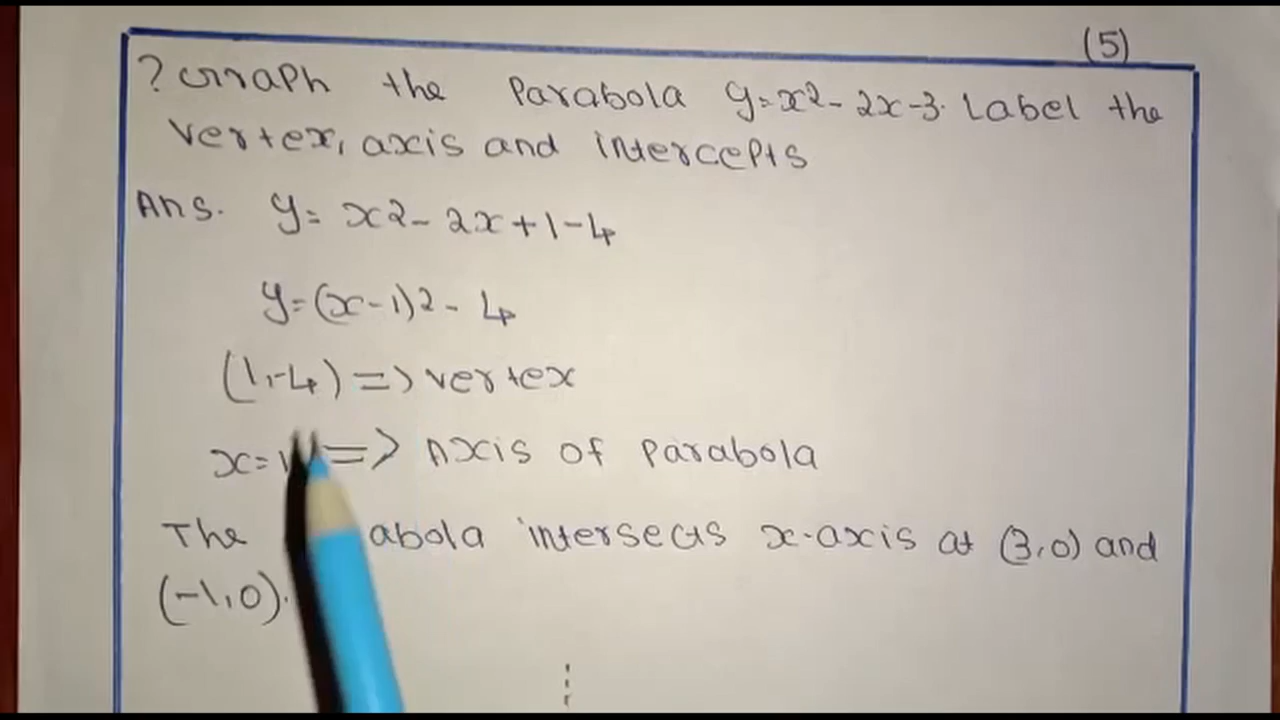 (5)
? Graph the Parabola y=x2-2x-3. Label the
vertex, axis and intercepts
Ans. y= x2-2x+1-4
y=(x-1)2-4
(1,-4) => vertex
x=1 => Axis of Parabola
The abola intersects x-axis at (3,0) and
(-1,0).